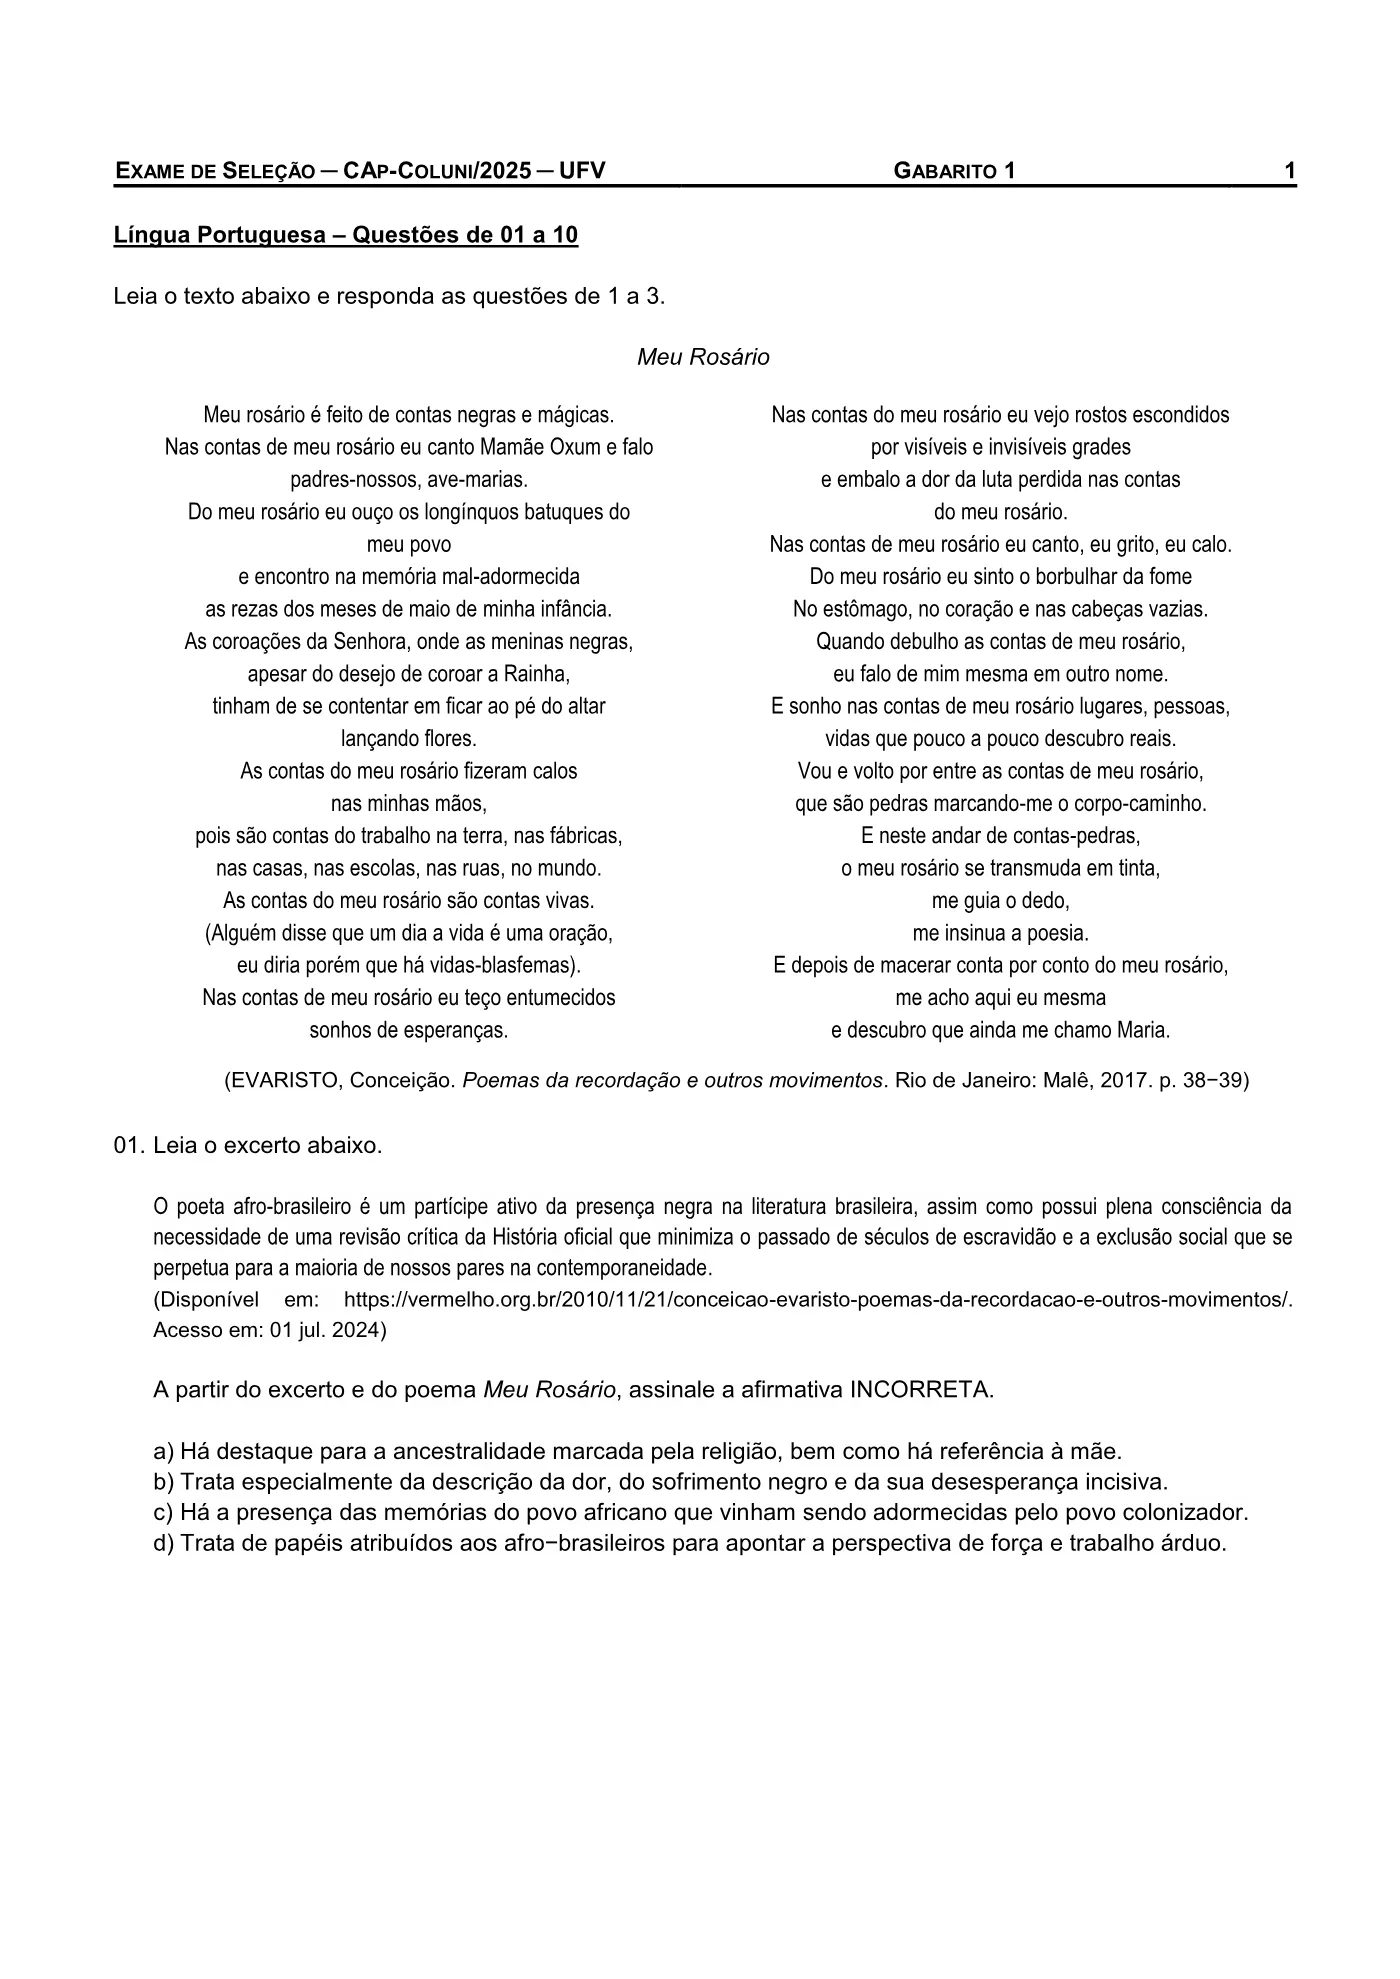 EXAME DE SELEÇÃO — CAP-COLUNI/2025 — UFV GABARITO 1 1
Língua Portuguesa – Questões de 01 a 10
Leia o texto abaixo e responda as questões de 1 a 3.
Meu Rosário
Meu rosário é feito de contas negras e mágicas.
Nas contas de meu rosário eu canto Mamãe Oxum e falo
padres-nossos, ave-marias.
Do meu rosário eu ouço os longínquos batuques do
meu povo
e encontro na memória mal-adormecida
as rezas dos meses de maio de minha infância.
As coroações da Senhora, onde as meninas negras,
apesar do desejo de coroar a Rainha,
tinham de se contentar em ficar ao pé do altar
lançando flores.
As contas do meu rosário fizeram calos
nas minhas mãos,
pois são contas do trabalho na terra, nas fábricas,
nas casas, nas escolas, nas ruas, no mundo.
As contas do meu rosário são contas vivas.
(Alguém disse que um dia a vida é uma oração,
eu diria porém que há vidas-blasfemas).
Nas contas de meu rosário eu teço entumecidos
sonhos de esperanças.
Nas contas do meu rosário eu vejo rostos escondidos
por visíveis e invisíveis grades
e embalo a dor da luta perdida nas contas
do meu rosário.
Nas contas de meu rosário eu canto, eu grito, eu calo.
Do meu rosário eu sinto o borbulhar da fome
No estômago, no coração e nas cabeças vazias.
Quando debulho as contas de meu rosário,
eu falo de mim mesma em outro nome.
E sonho nas contas de meu rosário lugares, pessoas,
vidas que pouco a pouco descubro reais.
Vou e volto por entre as contas de meu rosário,
que são pedras marcando-me o corpo-caminho.
E neste andar de contas-pedras,
o meu rosário se transmuda em tinta,
me guia o dedo,
me insinua a poesia.
E depois de macerar conta por conto do meu rosário,
me acho aqui eu mesma
e descubro que ainda me chamo Maria.
(EVARISTO, Conceição. Poemas da recordação e outros movimentos. Rio de Janeiro: Malê, 2017. p. 38−39)
01. Leia o excerto abaixo.
O poeta afro-brasileiro é um partícipe ativo da presença negra na literatura brasileira, assim como possui plena consciência da
necessidade de uma revisão crítica da História oficial que minimiza o passado de séculos de escravidão e a exclusão social que se
perpetua para a maioria de nossos pares na contemporaneidade.
(Disponível em: https://vermelho.org.br/2010/11/21/conceicao-evaristo-poemas-da-recordacao-e-outros-movimentos/.
Acesso em: 01 jul. 2024)
A partir do excerto e do poema Meu Rosário, assinale a afirmativa INCORRETA.
a) Há destaque para a ancestralidade marcada pela religião, bem como há referência à mãe.
b) Trata especialmente da descrição da dor, do sofrimento negro e da sua desesperança incisiva.
c) Há a presença das memórias do povo africano que vinham sendo adormecidas pelo povo colonizador.
d) Trata de papéis atribuídos aos afro−brasileiros para apontar a perspectiva de força e trabalho árduo.